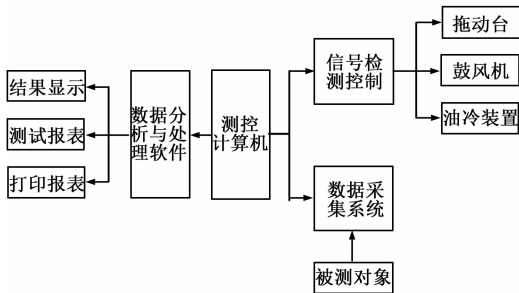 拖动台
信号检
测控制
鼓风机
油冷装置
结果显示
测试报表
打印报表
数据分
析与处
理软件
测控
计算机
数据采
集系统
被测对象